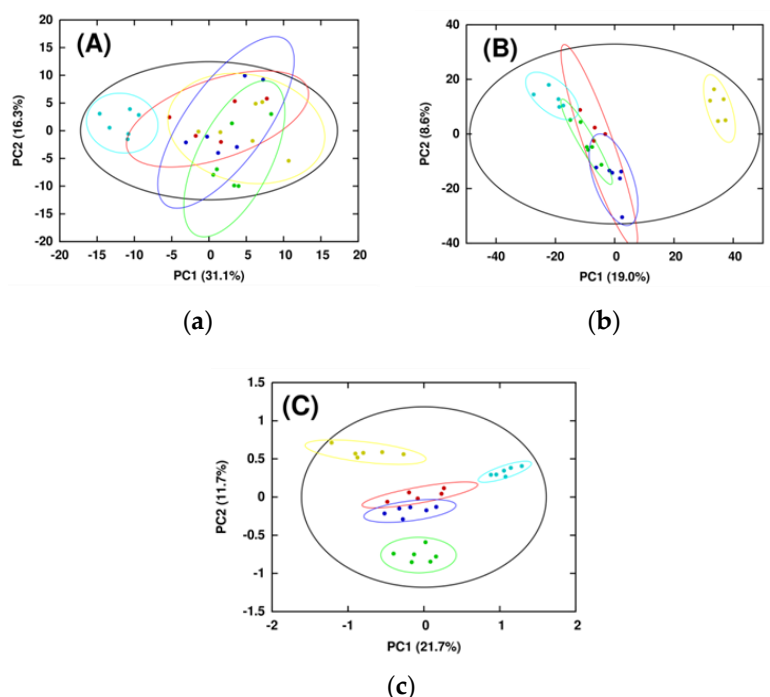 (A)
20
15
10
5
0
-5
-10
-15
-20
PC2 (16.3%)
-20 -15 -10 -5 0 5 10 15 20
PC1 (31.1%)
(a)
(B)
40
20
0
-20
-40
PC2 (8.6%)
-40 -20 0 20 40
PC1 (19.0%)
(b)
(C)
1.5
1
0.5
0
-0.5
-1
-1.5
PC2 (11.7%)
-2 -1 0 1 2
PC1 (21.7%)
(c)